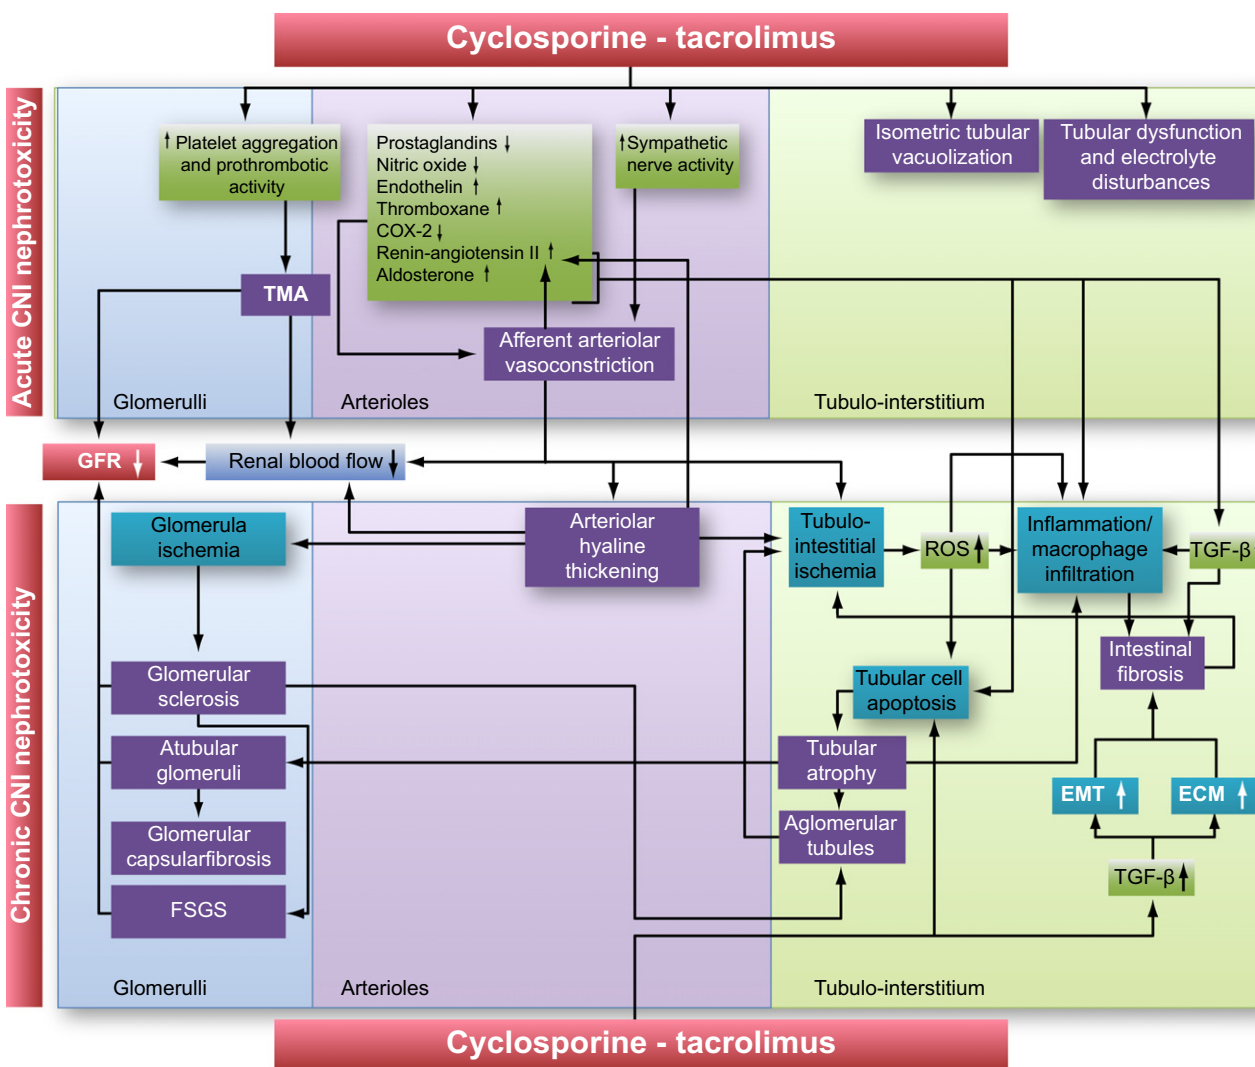 Cyclosporine - tacrolimus
Acute CNI nephrotoxicity
↑ Platelet aggregation
and prothrombotic
activity
Prostaglandins ↓
Nitric oxide ↓
Endothelin ↑
Thromboxane ↑
COX-2 ↓
Renin-angiotensin II ↑
Aldosterone ↑
↑ Sympathetic
nerve activity
Isometric tubular
vacuolization
Tubular dysfunction
and electrolyte
disturbances
TMA
Afferent arteriolar
vasoconstriction
Glomerulli
Arterioles
Tubulo-interstitium
GFR ↓
Renal blood flow ↓
Chronic CNI nephrotoxicity
Glomerula
ischemia
Arteriolar
hyaline
thickening
Tubulo-
intestitial
ischemia
ROS ↑
Inflammation/
macrophage
infiltration
TGF-β
Intestinal
fibrosis
Glomerular
sclerosis
Tubular cell
apoptosis
Atubular
glomeruli
Tubular
atrophy
EMT ↑
ECM ↑
Glomerular
capsularfibrosis
Aglomerular
tubules
TGF-β ↑
FSGS
Glomerulli
Arterioles
Tubulo-interstitium
Cyclosporine - tacrolimus